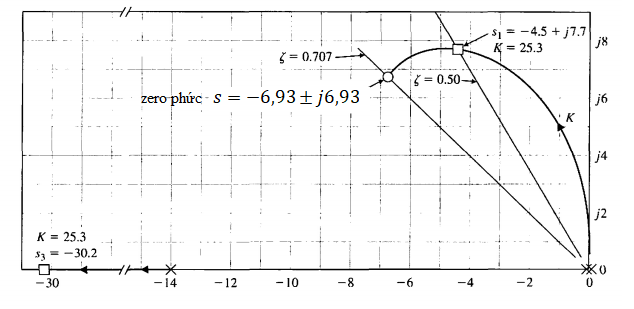 s₁ = −4.5 + j7.7
K = 25.3
j8
ζ = 0.707
ζ = 0.50
zero phức s = −6,93 ± j6,93
j6
K
j4
j2
K = 25.3
s₃ = −30.2
0
−30 −14 −12 −10 −8 −6 −4 −2 0